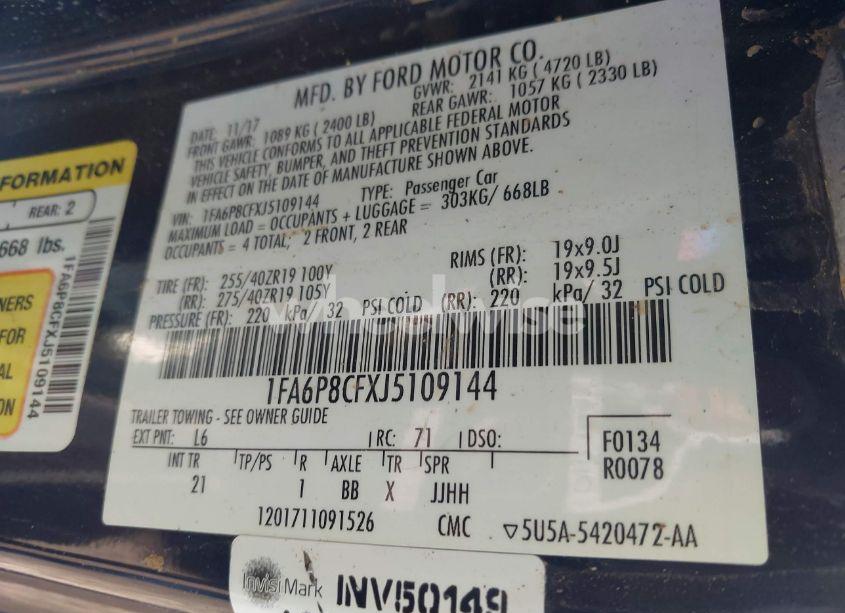 MFD. BY FORD MOTOR CO.
DATE: 11/17
GVWR: 2141 KG ( 4720 LB)
FRONT GAWR: 1089 KG ( 2400 LB)
REAR GAWR: 1057 KG ( 2330 LB)
THIS VEHICLE CONFORMS TO ALL APPLICABLE FEDERAL MOTOR
VEHICLE SAFETY, BUMPER, AND THEFT PREVENTION STANDARDS
IN EFFECT ON THE DATE OF MANUFACTURE SHOWN ABOVE.
VIN: 1FA6P8CFXJ5109144
TYPE: Passenger Car
MAXIMUM LOAD = OCCUPANTS + LUGGAGE = 303KG/ 668LB
OCCUPANTS = 4 TOTAL; 2 FRONT, 2 REAR
TIRE (FR): 255/40ZR19 100Y
RIMS (FR): 19x9.0J
(RR): 275/40ZR19 105Y
(RR): 19x9.5J
PRESSURE (FR): 220 kPa/ 32 PSI COLD (RR): 220 kPa/ 32 PSI COLD
wheelwise
1FA6P8CFXJ5109144
TRAILER TOWING - SEE OWNER GUIDE
EXT PNT: L6 RC: 71 DSO:
F0134
R0078
INT TR TP/PS R AXLE TR SPR
21 1 BB X JJHH
1201711091526 CMC 5U5A-5420472-AA
FORMATION
REAR: 2
668 lbs.
NERS
FOR
AL
ON
1FA6P8CFXJ5109144
InvisiMark
INV50149